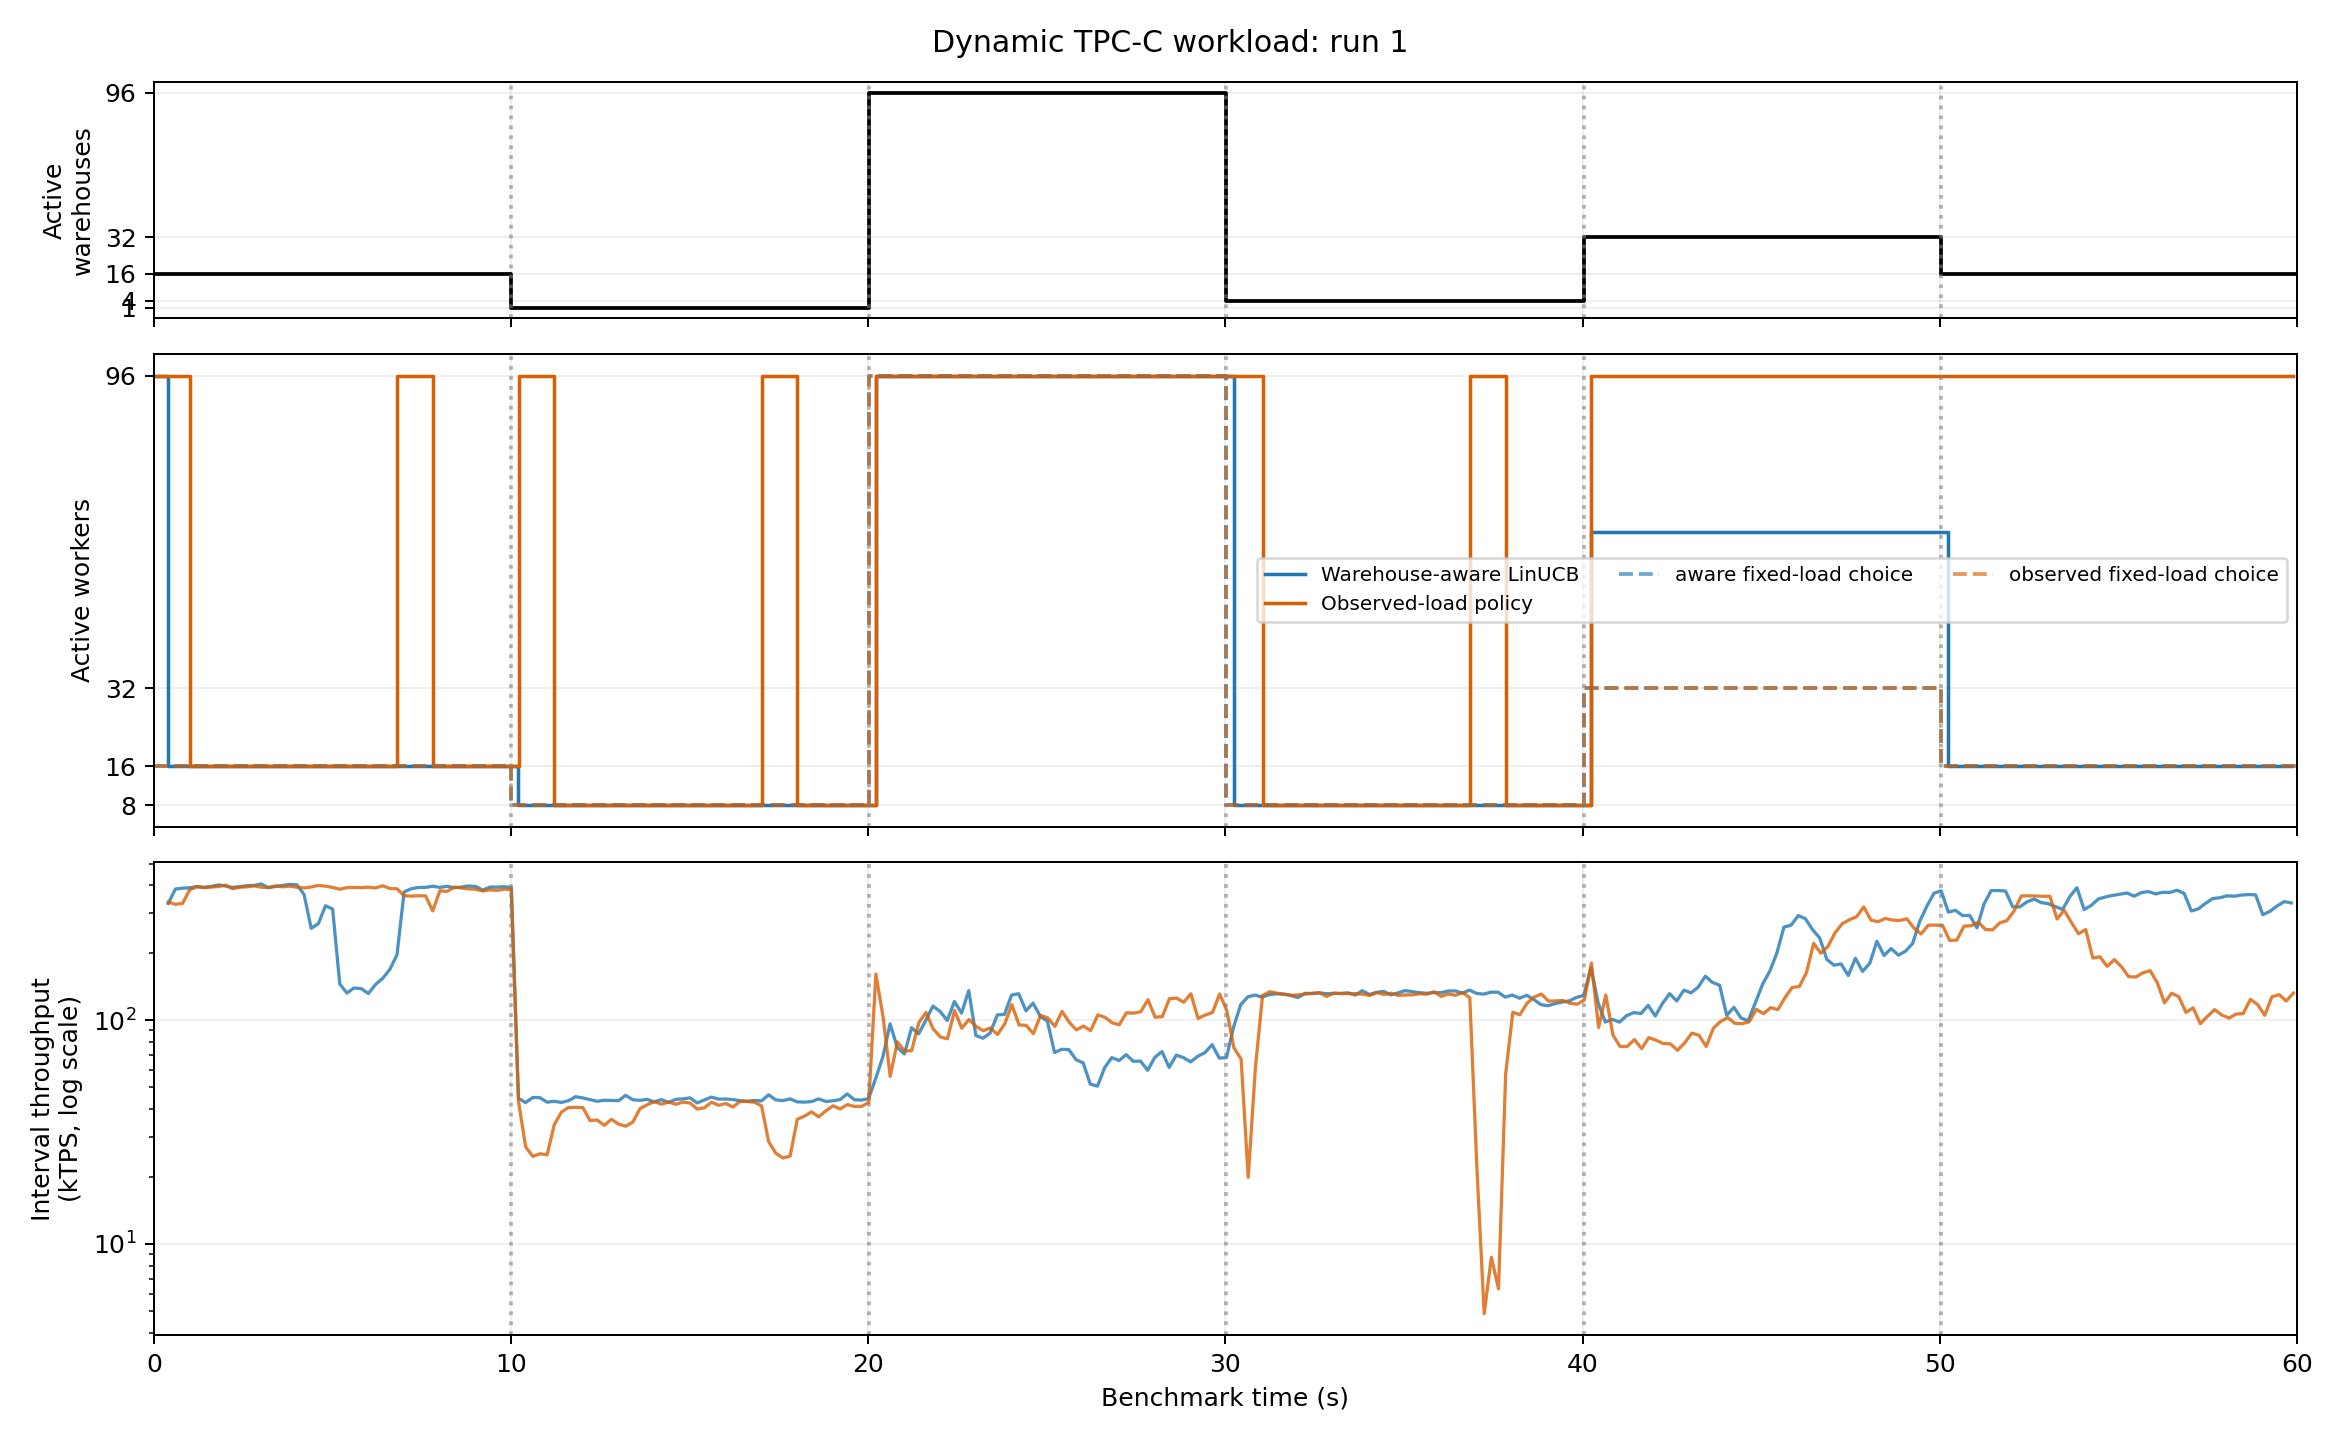 Dynamic TPC-C workload: run 1
Active
warehouses
96
32
16
4
1
Active workers
96
32
16
8
Warehouse-aware LinUCB
Observed-load policy
aware fixed-load choice
observed fixed-load choice
Interval throughput
(kTPS, log scale)
10²
10¹
0 10 20 30 40 50 60
Benchmark time (s)